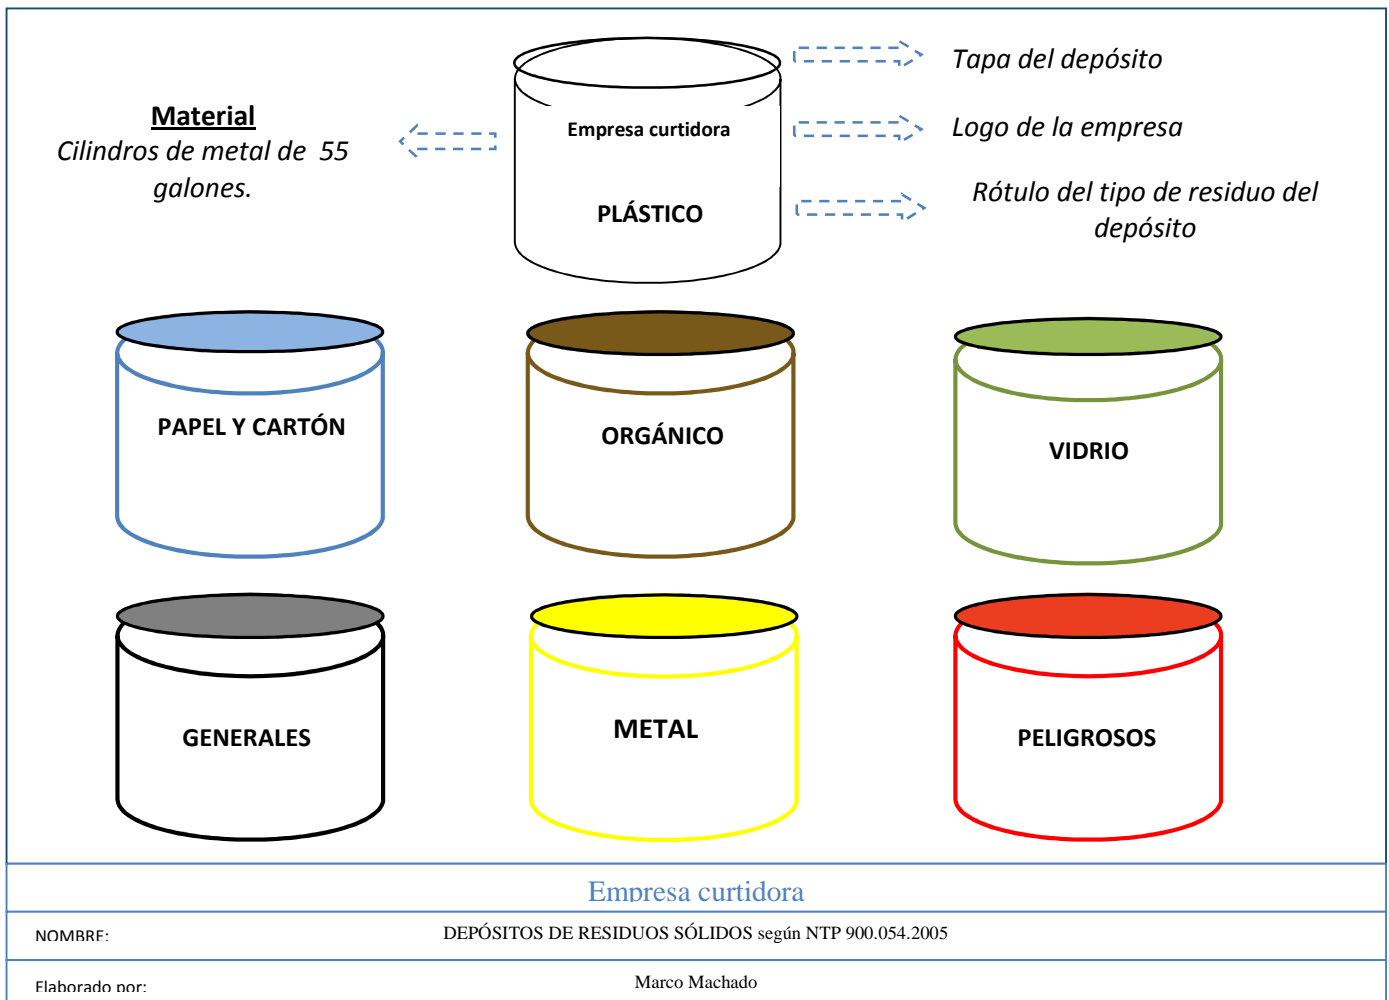 Tapa del depósito
Material
Cilindros de metal de 55
galones.
Empresa curtidora
Logo de la empresa
PLÁSTICO
Rótulo del tipo de residuo del
depósito
PAPEL Y CARTÓN
ORGÁNICO
VIDRIO
GENERALES
METAL
PELIGROSOS
Empresa curtidora
NOMBRE:
DEPÓSITOS DE RESIDUOS SÓLIDOS según NTP 900.054.2005
Elaborado por:
Marco Machado